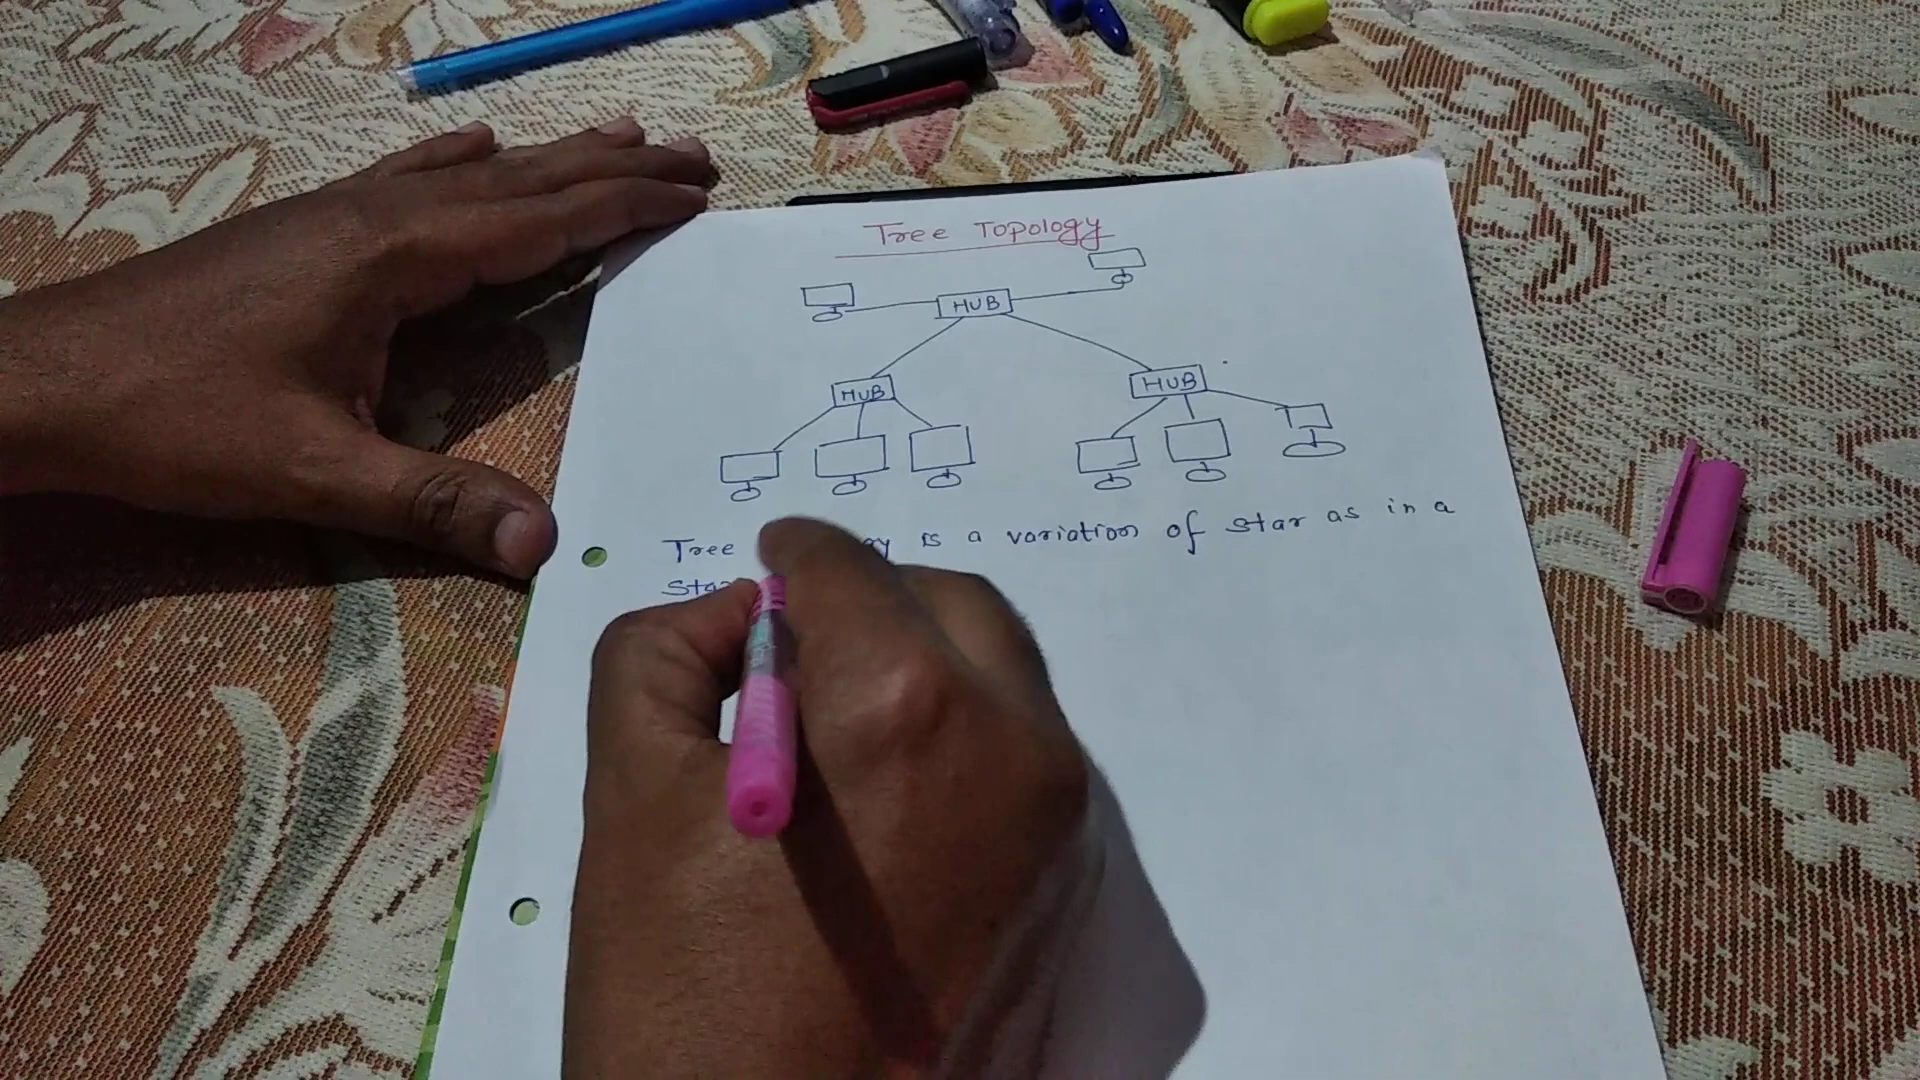 Tree Topology
HUB
HUB
HUB
Tree is a variation of star as in a